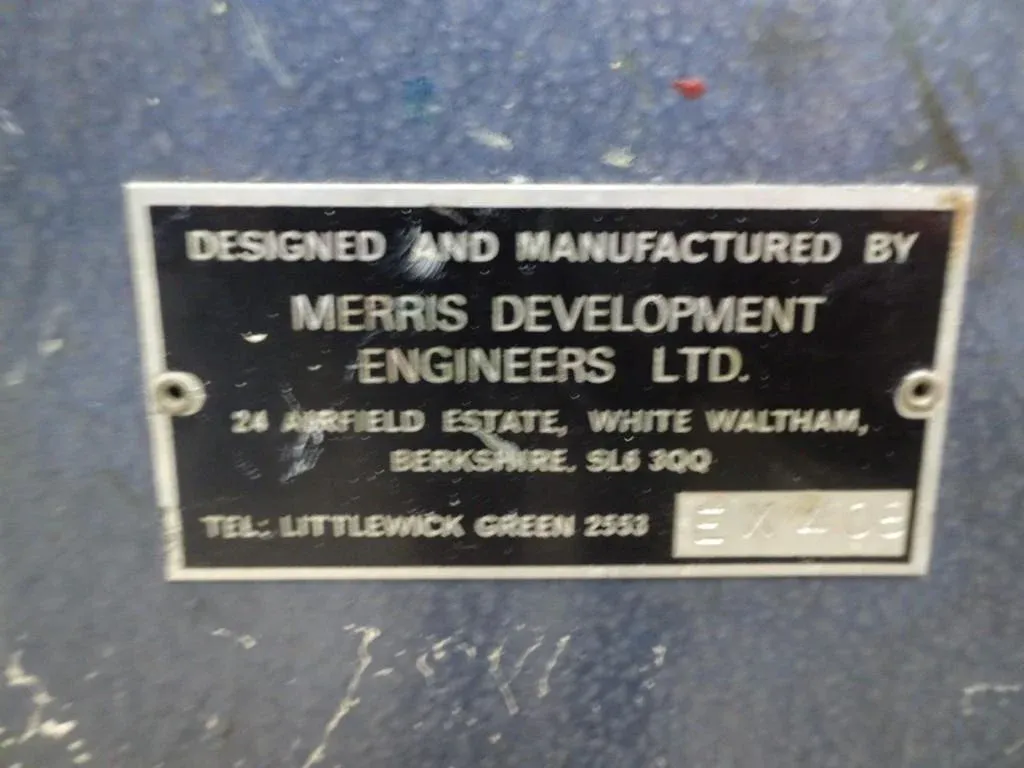 DESIGNED AND MANUFACTURED BY
MERRIS DEVELOPMENT
ENGINEERS LTD.
24 AIRFIELD ESTATE, WHITE WALTHAM,
BERKSHIRE. SL6 3QQ
TEL: LITTLEWICK GREEN 2553